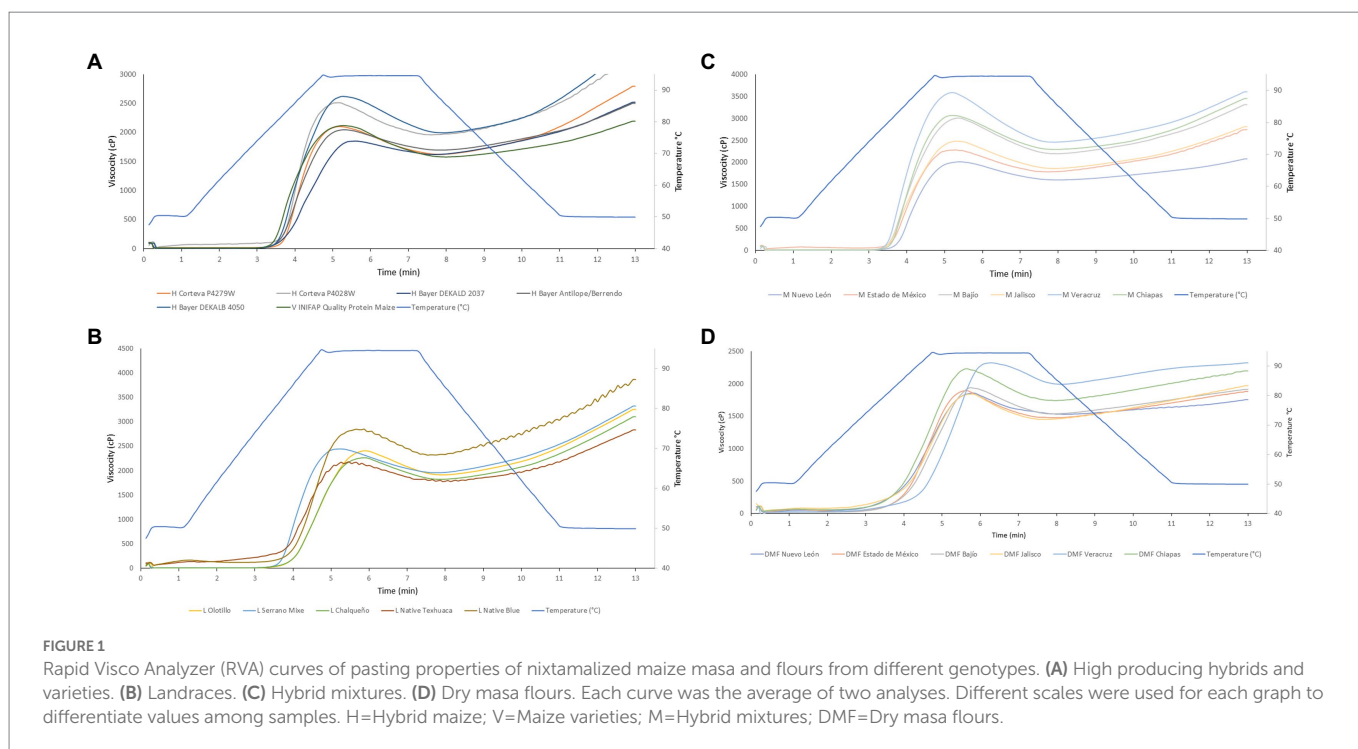 A
3000
2500
2000
1500
1000
500
0
Viscocity (cP)
90
80
70
60
50
40
Temperature °C
0 1 2 3 4 5 6 7 8 9 10 11 12 13
Time (min)
H Corteva P4279W H Corteva P4028W H Bayer DEKALD 2037 H Bayer Antilope/Berrendo
H Bayer DEKALB 4050 V INIFAP Quality Protein Maize Temperature (°C)
B
4500
4000
3500
3000
2500
2000
1500
1000
500
0
Viscocity (cP)
90
80
70
60
50
40
Temperature °C
0 1 2 3 4 5 6 7 8 9 10 11 12 13
Time (min)
L Olotillo L Serrano Mixe L Chalqueño L Native Texhuaca L Native Blue Temperature (°C)
C
4000
3500
3000
2500
2000
1500
1000
500
0
Viscocity (cP)
90
80
70
60
50
40
Temperature °C
0 1 2 3 4 5 6 7 8 9 10 11 12 13
Time (min)
M Nuevo León M Estado de México M Bajío M Jalisco M Veracruz M Chiapas Temperature (°C)
D
2500
2000
1500
1000
500
0
Viscocity (cP)
90
80
70
60
50
40
Temperature °C
0 1 2 3 4 5 6 7 8 9 10 11 12 13
Time (min)
DMF Nuevo León DMF Estado de México DMF Bajío DMF Jalisco DMF Veracruz DMF Chiapas Temperature (°C)
FIGURE 1
Rapid Visco Analyzer (RVA) curves of pasting properties of nixtamalized maize masa and flours from different genotypes. (A) High producing hybrids and
varieties. (B) Landraces. (C) Hybrid mixtures. (D) Dry masa flours. Each curve was the average of two analyses. Different scales were used for each graph to
differentiate values among samples. H=Hybrid maize; V=Maize varieties; M=Hybrid mixtures; DMF=Dry masa flours.